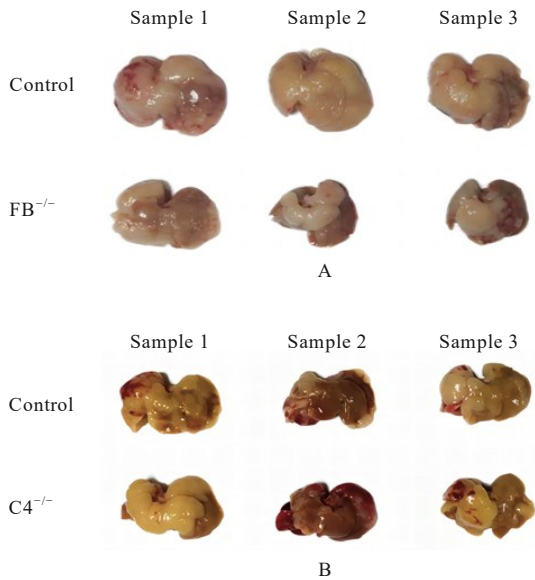 Sample 1 Sample 2 Sample 3
Control
FB⁻/⁻
A
Sample 1 Sample 2 Sample 3
Control
C4⁻/⁻
B